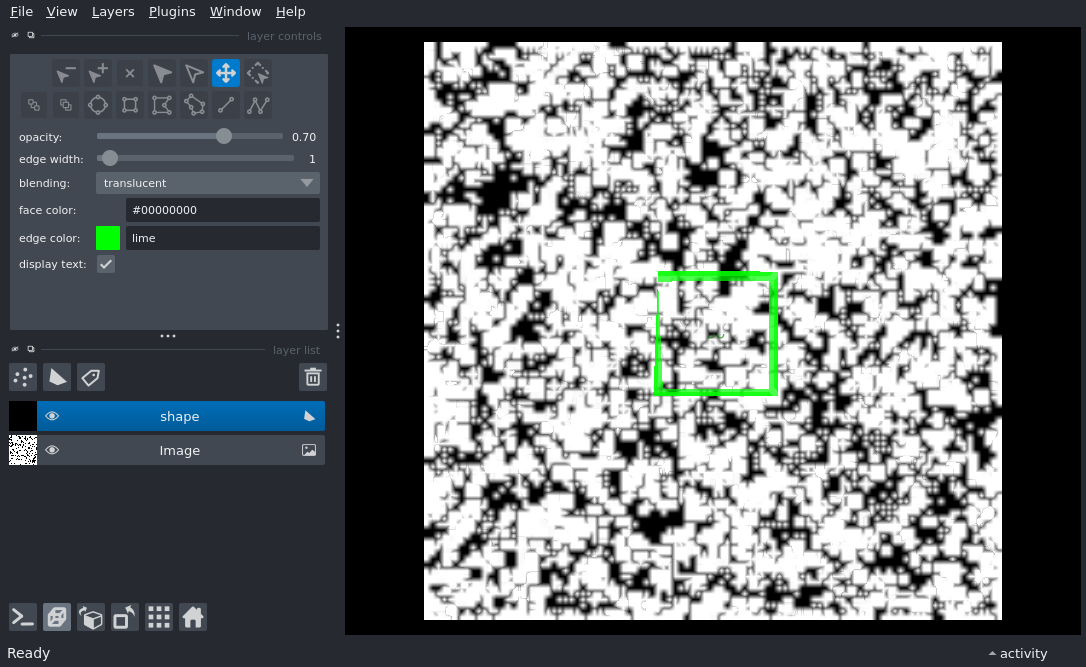 File View Layers Plugins Window Help
layer controls
opacity: 0.70
edge width: 1
blending: translucent
face color: #00000000
edge color: lime
display text:
layer list
shape
Image
Ready
activity